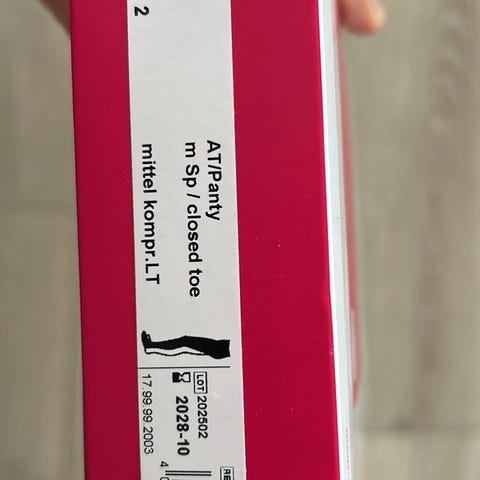 2
AT/Panty
m Sp / closed toe
mittel kompr.LT
LOT 202502
2028-10
17.99.99.2003